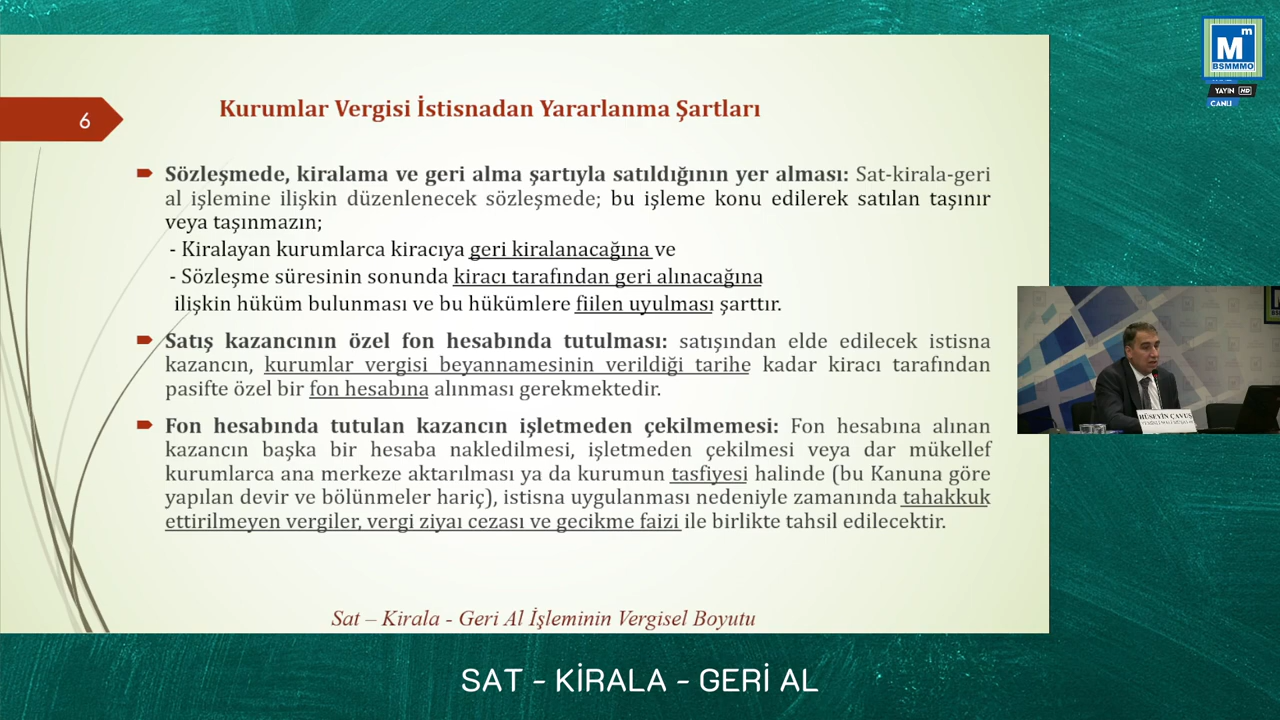 6
Kurumlar Vergisi İstisnadan Yararlanma Şartları
Sözleşmede, kiralama ve geri alma şartıyla satıldığının yer alması: Sat-kirala-geri
al işlemine ilişkin düzenlenecek sözleşmede; bu işleme konu edilerek satılan taşınır
veya taşınmazın;
- Kiralayan kurumlarca kiracıya geri kiralanacağına ve
- Sözleşme süresinin sonunda kiracı tarafından geri alınacağına
ilişkin hüküm bulunması ve bu hükümlere fiilen uyulması şarttır.
Satış kazancının özel fon hesabında tutulması: satışından elde edilecek istisna
kazancın, kurumlar vergisi beyannamesinin verildiği tarihe kadar kiracı tarafından
pasifte özel bir fon hesabına alınması gerekmektedir.
Fon hesabında tutulan kazancın işletmeden çekilmemesi: Fon hesabına alınan
kazancın başka bir hesaba nakledilmesi, işletmeden çekilmesi veya dar mükellef
kurumlarca ana merkeze aktarılması ya da kurumun tasfiyesi halinde (bu Kanuna göre
yapılan devir ve bölünmeler hariç), istisna uygulanması nedeniyle zamanında tahakkuk
ettirilmeyen vergiler, vergi ziyaı cezası ve gecikme faizi ile birlikte tahsil edilecektir.
Sat – Kirala - Geri Al İşleminin Vergisel Boyutu
Mm
BSMMMO
YAYIN HD
CANLI
HÜSEYİN ÇAVUŞ
SAT - KİRALA - GERİ AL